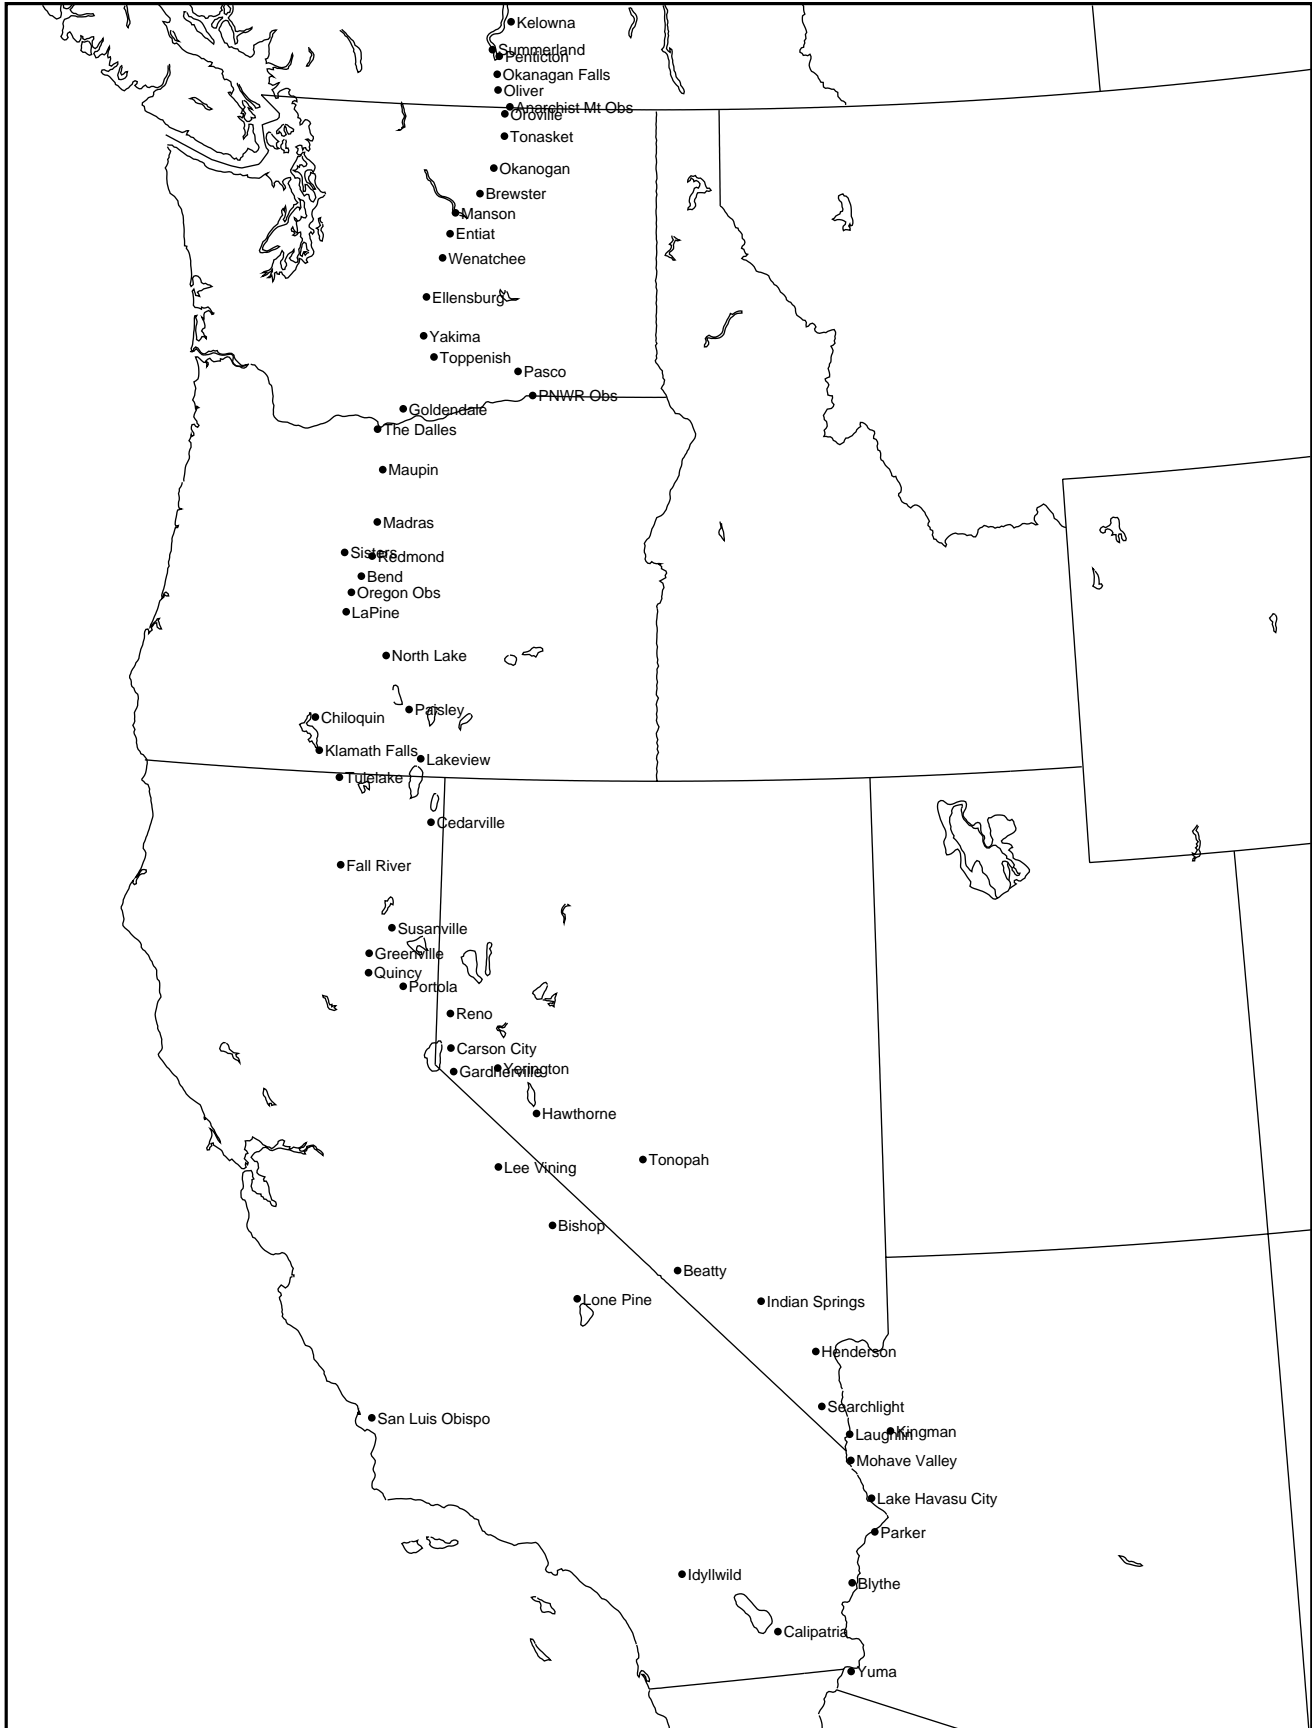 Kelowna
Summerland
Penticton
Okanagan Falls
Oliver
Anarchist Mt Obs
Oroville
Tonasket
Okanogan
Brewster
Manson
Entiat
Wenatchee
Ellensburg
Yakima
Toppenish
Pasco
PNWR Obs
Goldendale
The Dalles
Maupin
Madras
Sisters
Redmond
Bend
Oregon Obs
LaPine
North Lake
Paisley
Chiloquin
Klamath Falls
Lakeview
Tulelake
Cedarville
Fall River
Susanville
Greenville
Quincy
Portola
Reno
Carson City
Yerington
Gardnerville
Hawthorne
Tonopah
Lee Vining
Bishop
Beatty
Lone Pine
Indian Springs
Henderson
Searchlight
San Luis Obispo
Kingman
Laughlin
Mohave Valley
Lake Havasu City
Parker
Idyllwild
Blythe
Calipatria
Yuma